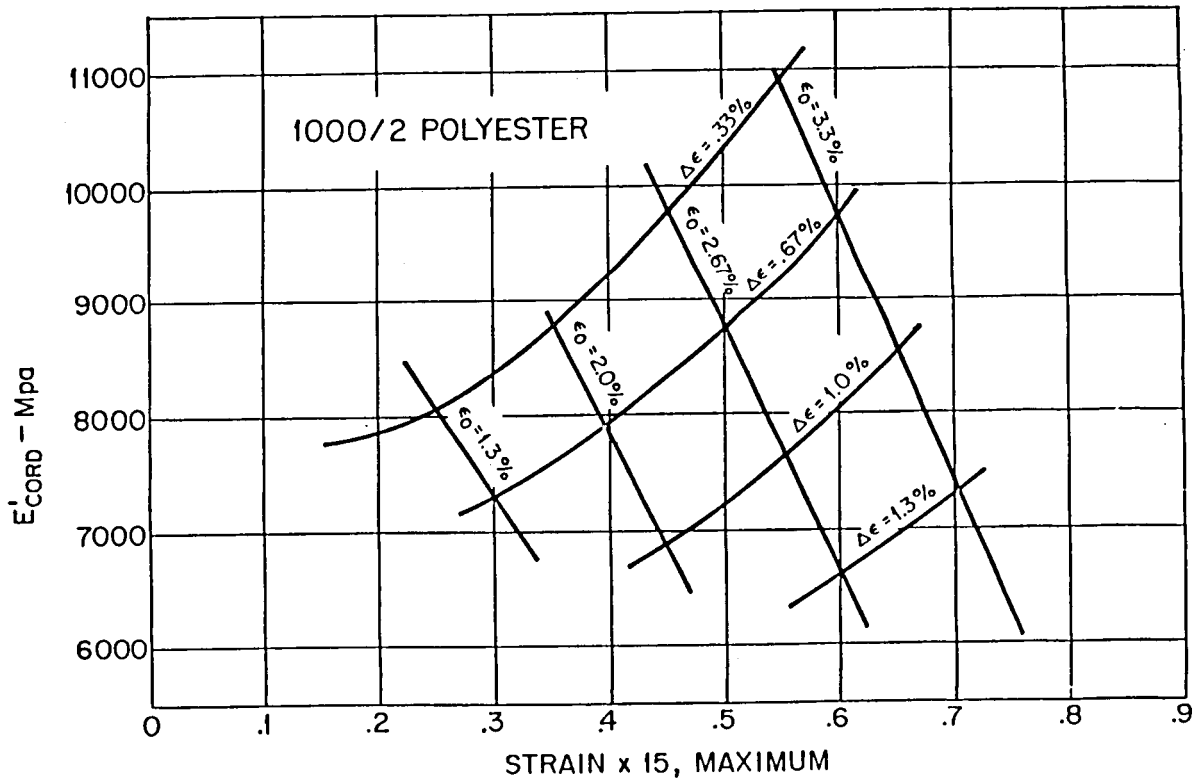 1000/2 POLYESTER
11000
10000
9000
8000
7000
6000
E'CORD – Mpa
Δε = .33%
ε0 = 3.3%
ε0 = 2.67%
Δε = .67%
ε0 = 2.0%
ε0 = 1.3%
Δε = 1.0%
Δε = 1.3%
0 .1 .2 .3 .4 .5 .6 .7 .8 .9
STRAIN x 15, MAXIMUM